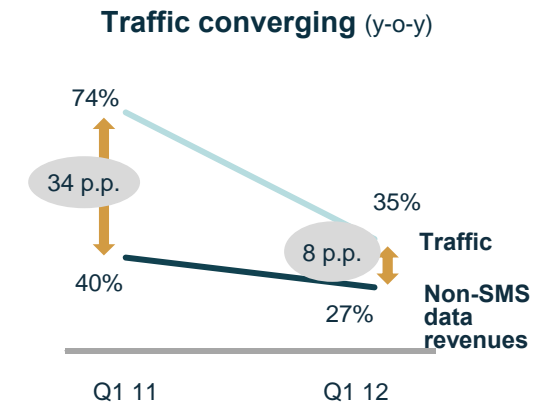 Traffic converging (y-o-y)
74%
34 p.p.
35%
Traffic
8 p.p.
40%
Non-SMS
data
revenues
27%
Q1 11
Q1 12